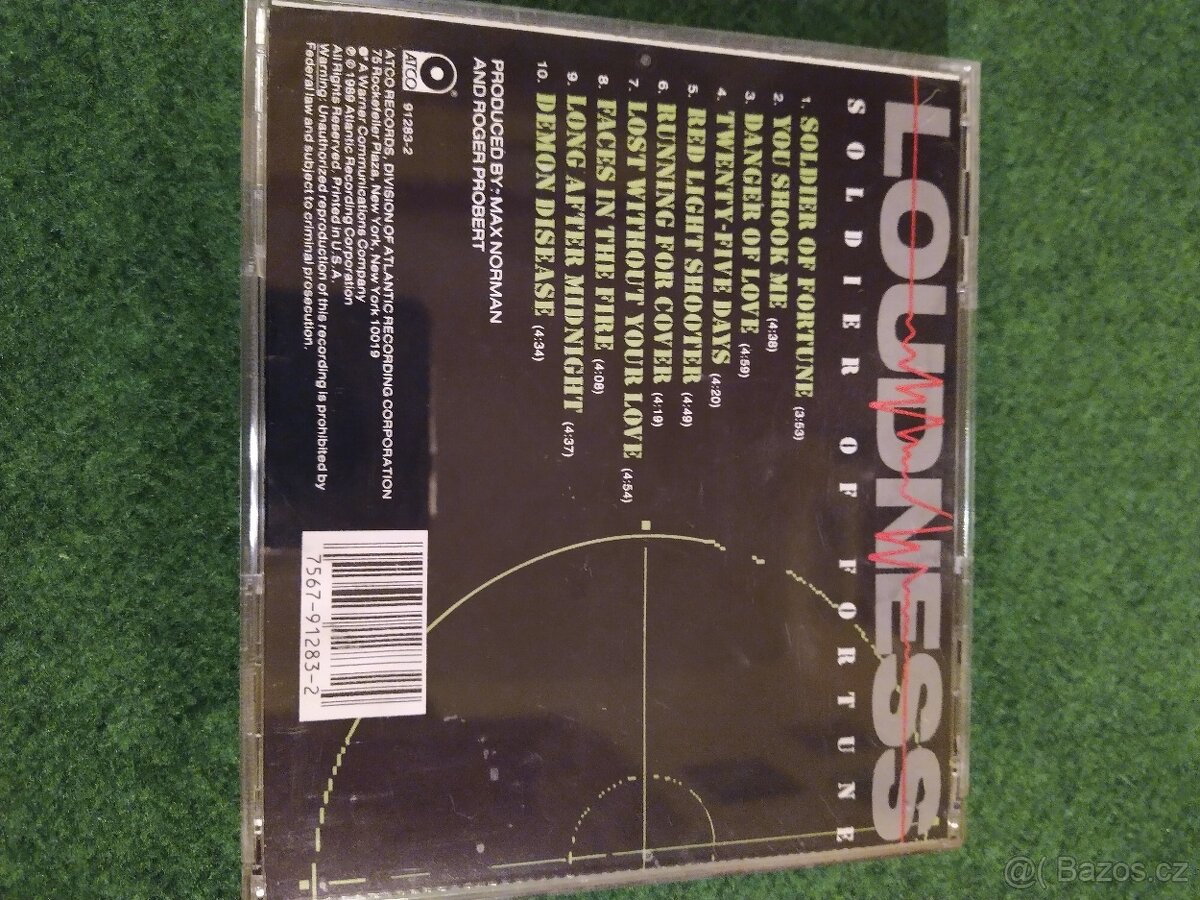 LOUDNESS
SOLDIER OF FORTUNE
1. SOLDIER OF FORTUNE (3:53)
2. YOU SHOOK ME (4:38)
3. DANGER OF LOVE (4:59)
4. TWENTY-FIVE DAYS (4:20)
5. RED LIGHT SHOOTER (4:49)
6. RUNNING FOR COVER (4:19)
7. LOST WITHOUT YOUR LOVE (4:54)
8. FACES IN THE FIRE (4:08)
9. LONG AFTER MIDNIGHT (4:37)
10. DEMON DISEASE (4:34)
PRODUCED BY: MAX NORMAN
AND ROGER PROBERT
ATCO ® 91283-2
ATCO RECORDS, DIVISION OF ATLANTIC RECORDING CORPORATION
75 Rockefeller Plaza, New York, New York 10019
A Warner Communications Company
℗ © 1989 Atlantic Recording Corporation
All Rights Reserved. Printed in U.S.A.
Warning: Unauthorized reproduction of this recording is prohibited by
Federal law and subject to criminal prosecution.
7567-91283-2
@( Bazos.cz